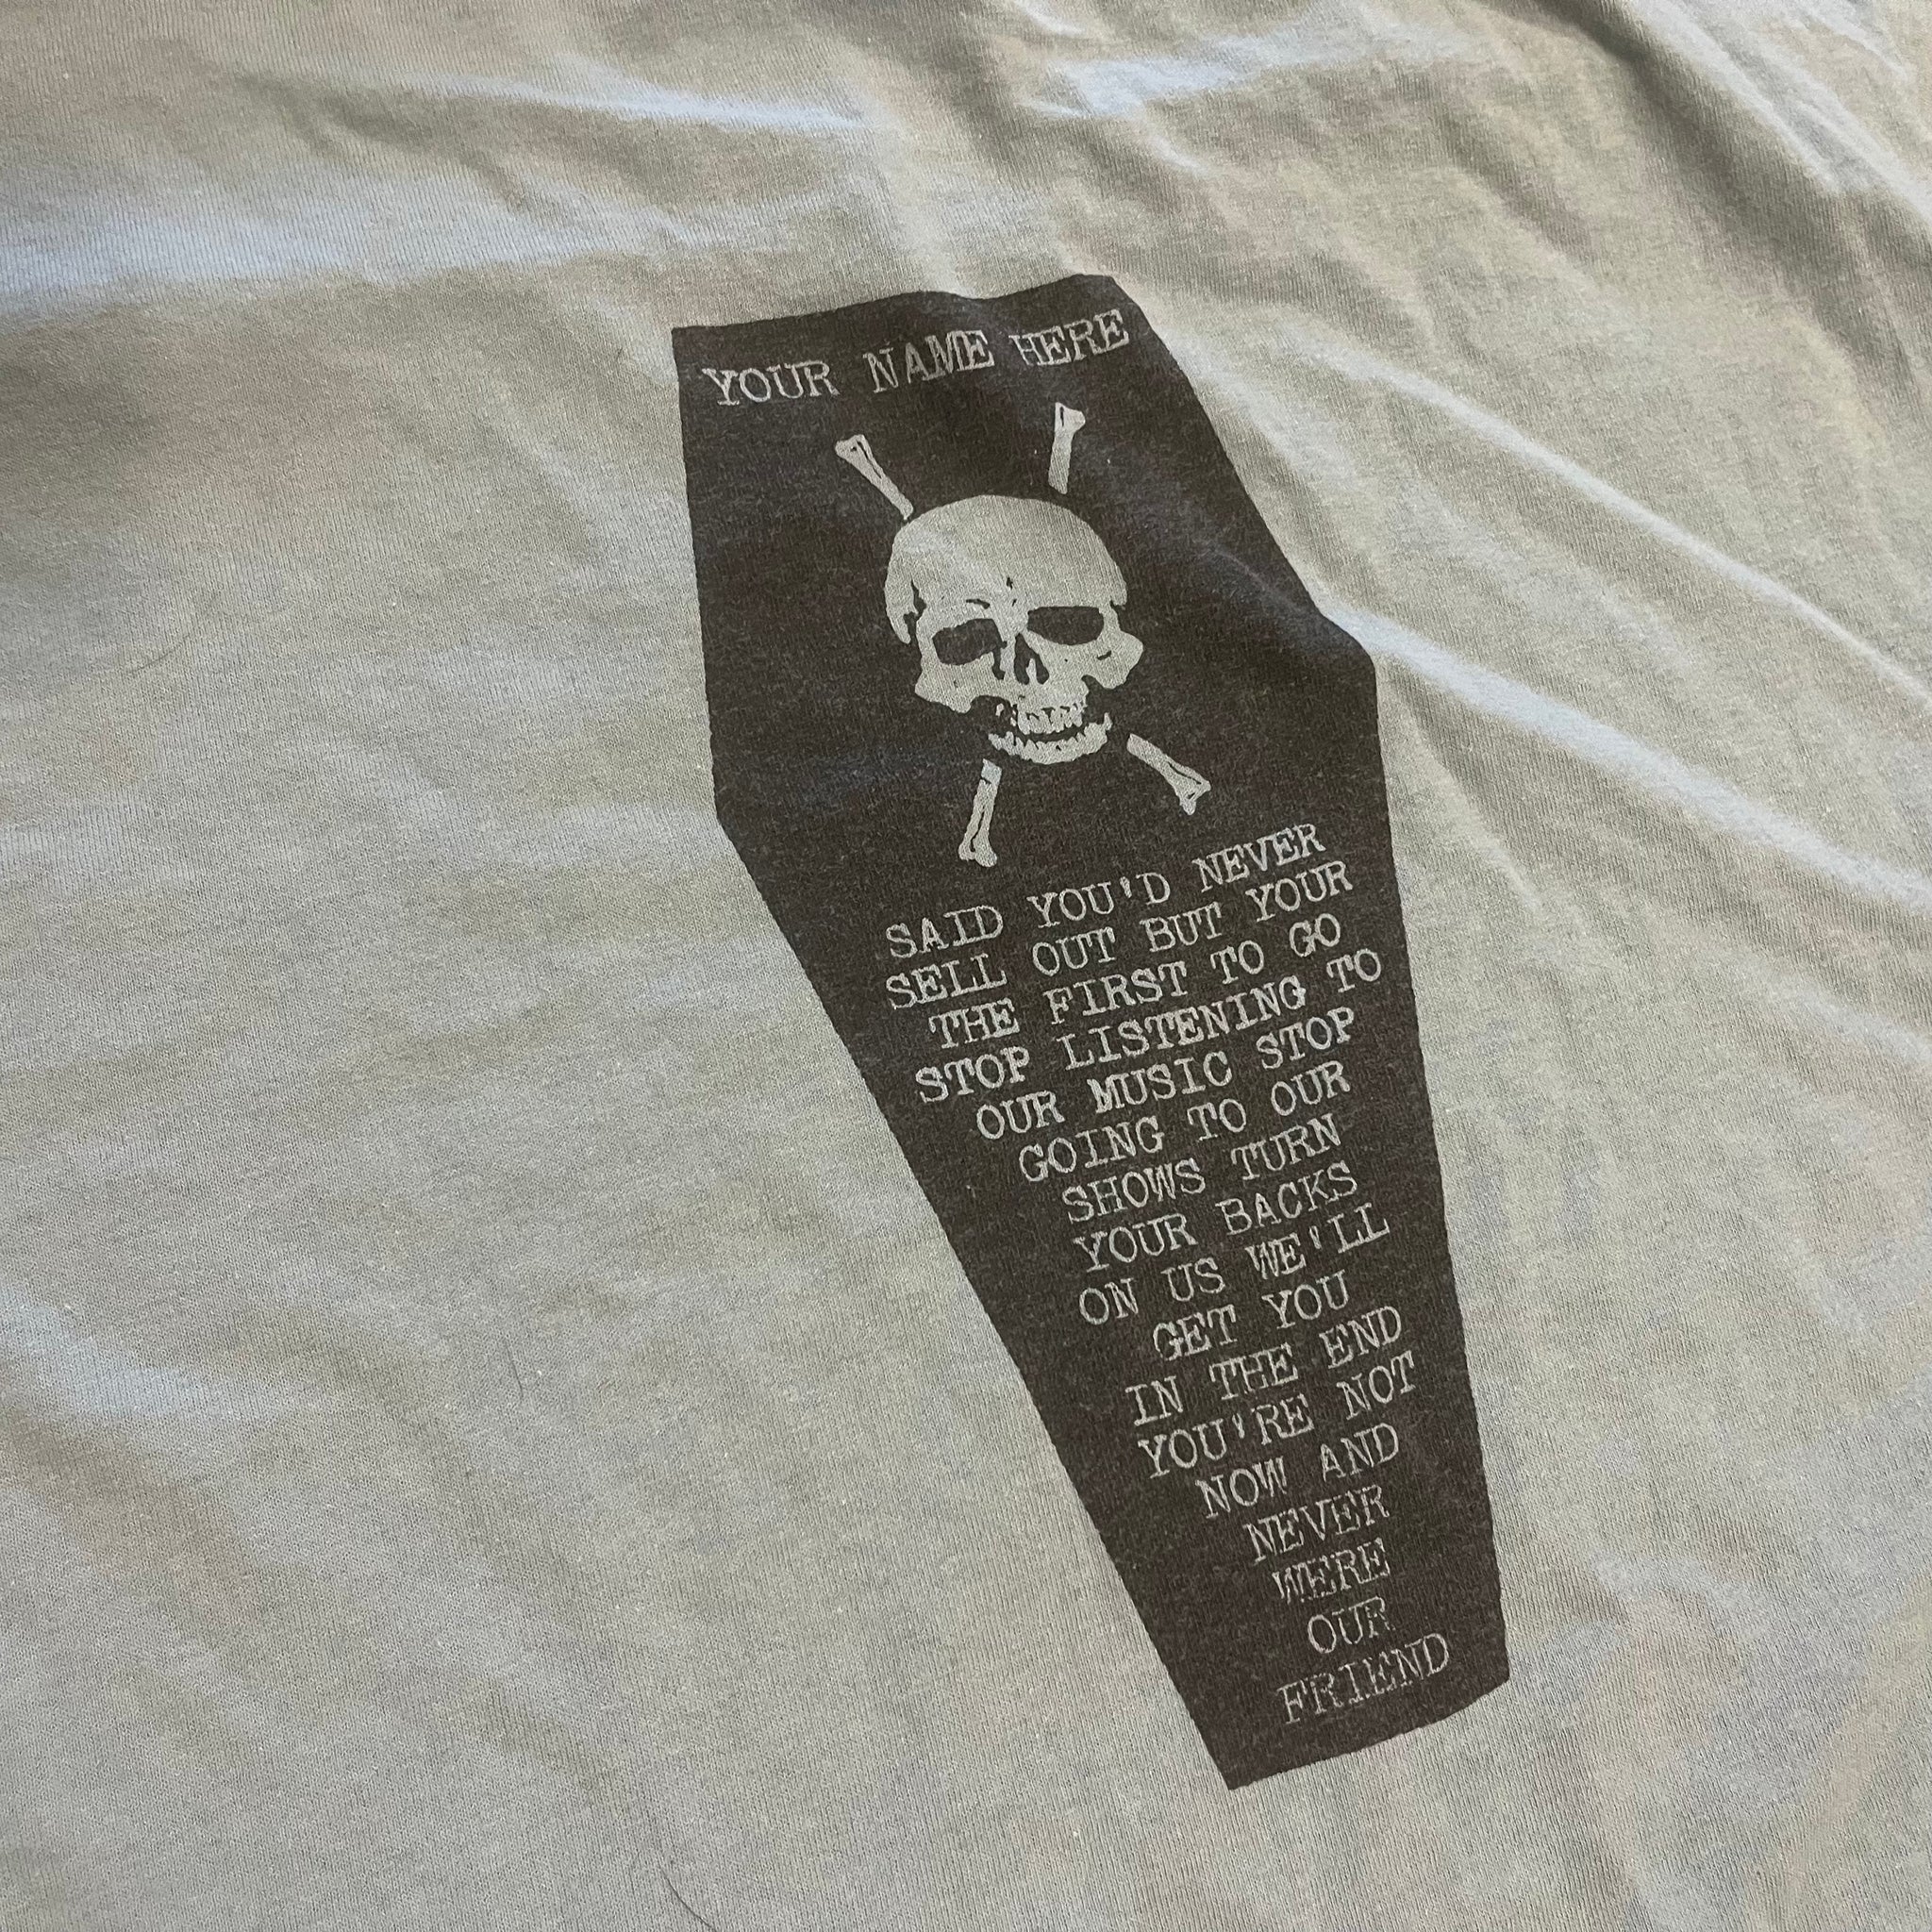 YOUR NAME HERE
SAID YOU'D NEVER
SELL OUT BUT YOUR
THE FIRST TO GO
STOP LISTENING TO
OUR MUSIC STOP
GOING TO OUR
SHOWS TURN
YOUR BACKS
ON US WE'LL
GET YOU
IN THE END
YOU'RE NOT
NOW AND
NEVER
WERE
OUR
FRIEND